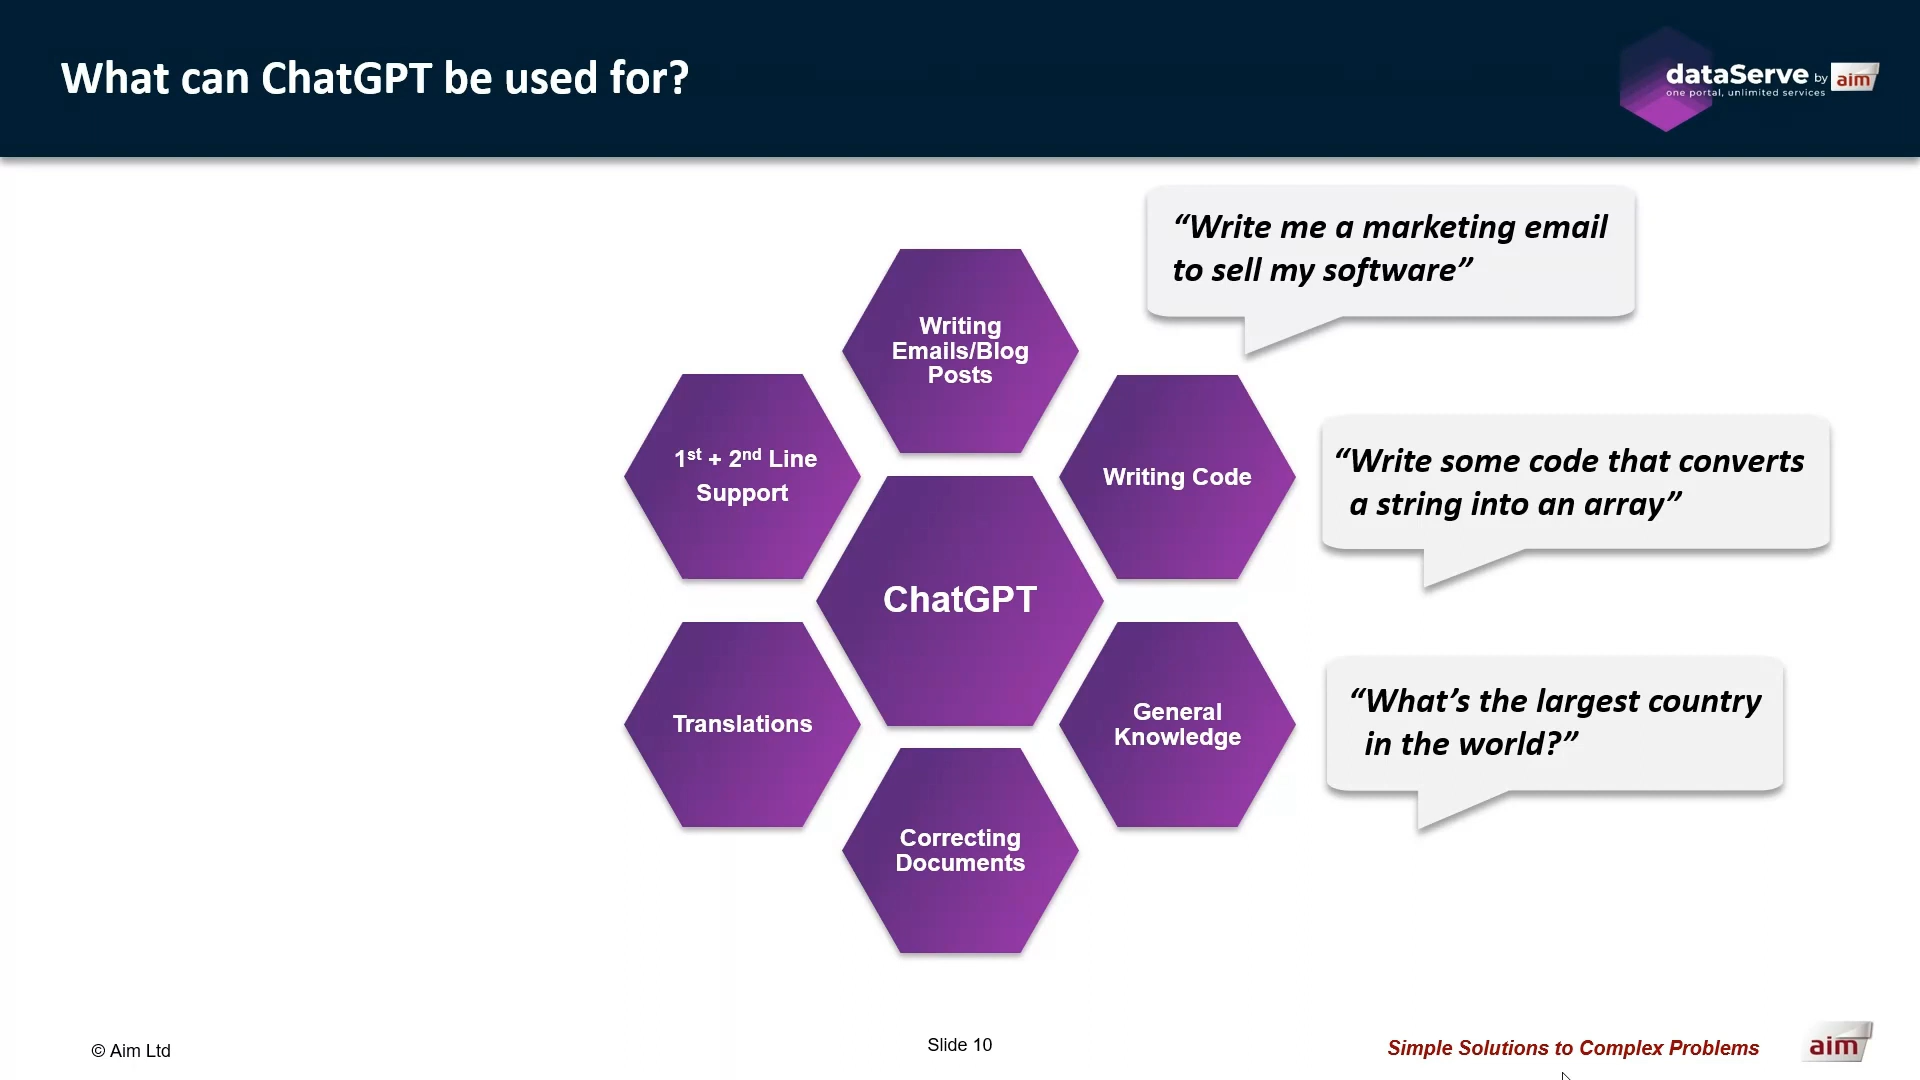 What can ChatGPT be used for?
dataServe by aim
one portal, unlimited services
“Write me a marketing email
to sell my software”
Writing
Emails/Blog
Posts
1st + 2nd Line
Support
Writing Code
“Write some code that converts
a string into an array”
ChatGPT
Translations
General
Knowledge
“What’s the largest country
in the world?”
Correcting
Documents
© Aim Ltd
Slide 10
Simple Solutions to Complex Problems
aim